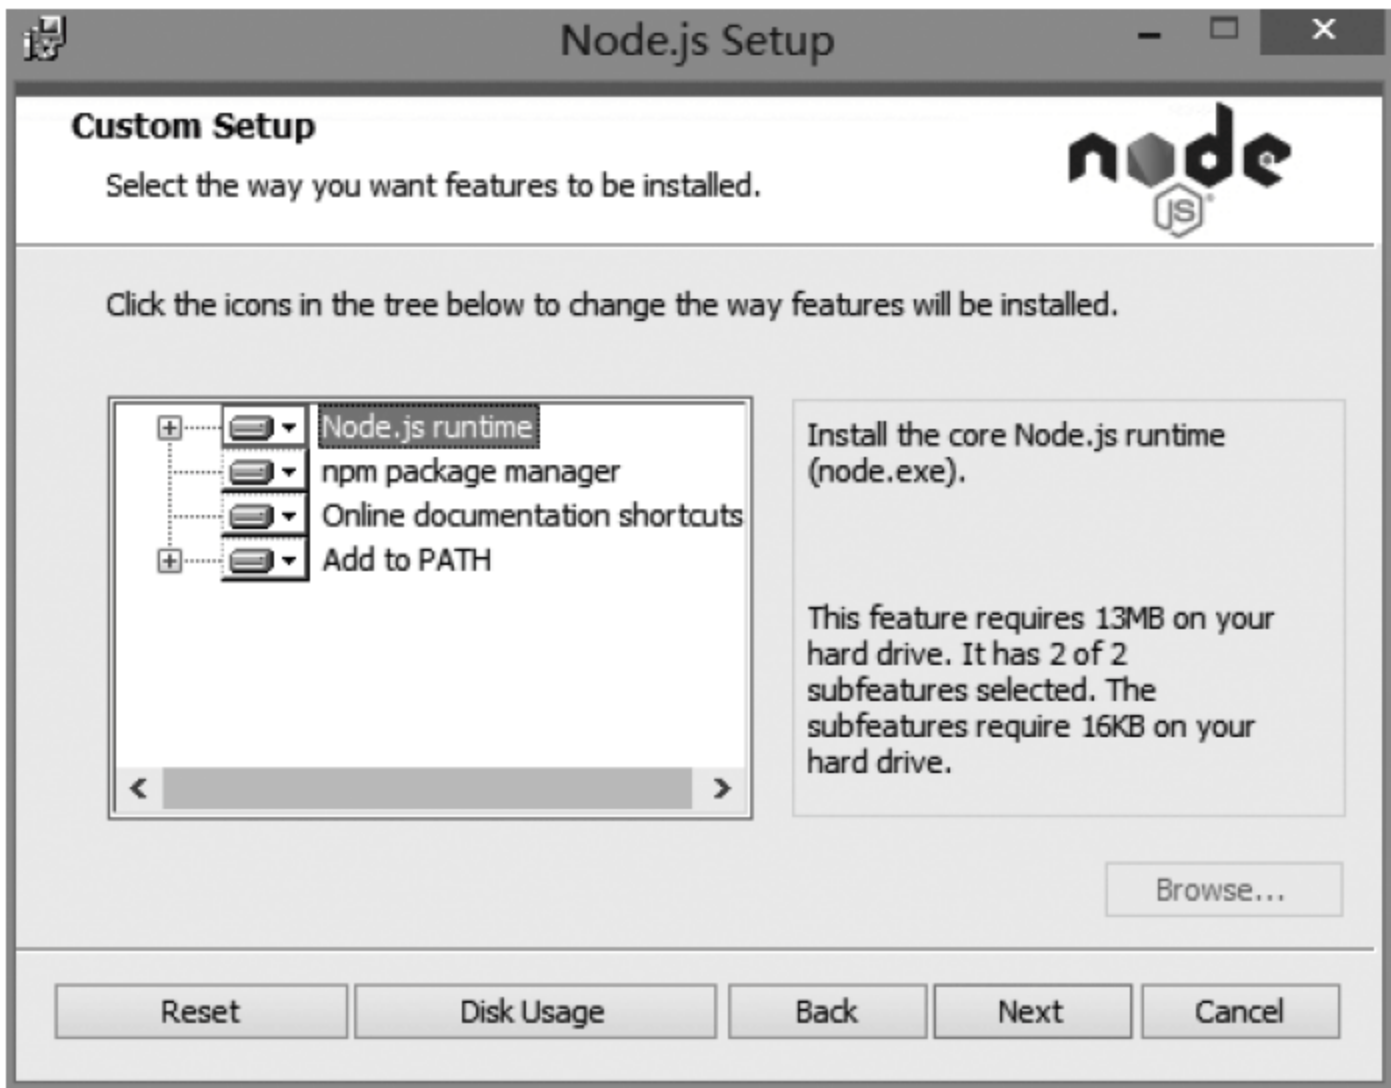 Node.js Setup
Custom Setup
Select the way you want features to be installed.
node
JS
Click the icons in the tree below to change the way features will be installed.
Node.js runtime
npm package manager
Online documentation shortcuts
Add to PATH
Install the core Node.js runtime
(node.exe).
This feature requires 13MB on your
hard drive. It has 2 of 2
subfeatures selected. The
subfeatures require 16KB on your
hard drive.
Browse...
Reset
Disk Usage
Back
Next
Cancel